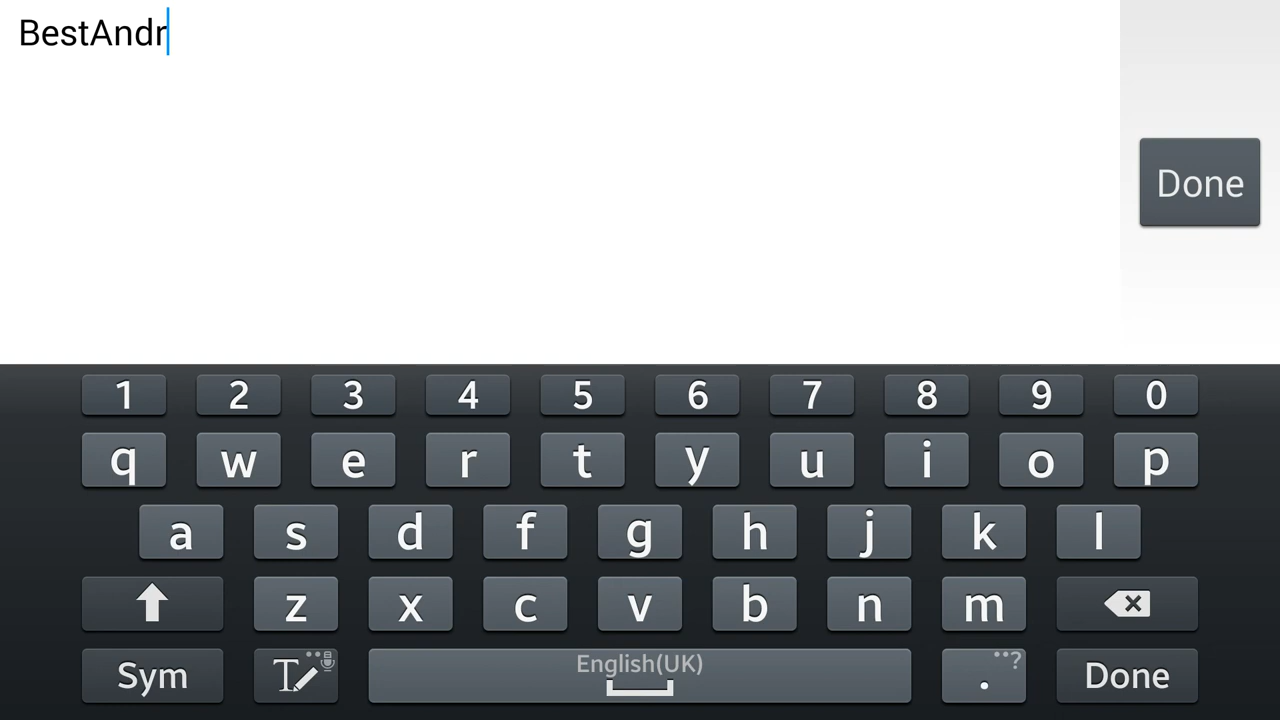 BestAndr
Done
1 2 3 4 5 6 7 8 9 0
q w e r t y u i o p
a s d f g h j k l
z x c v b n m
Sym T English(UK) . ? Done